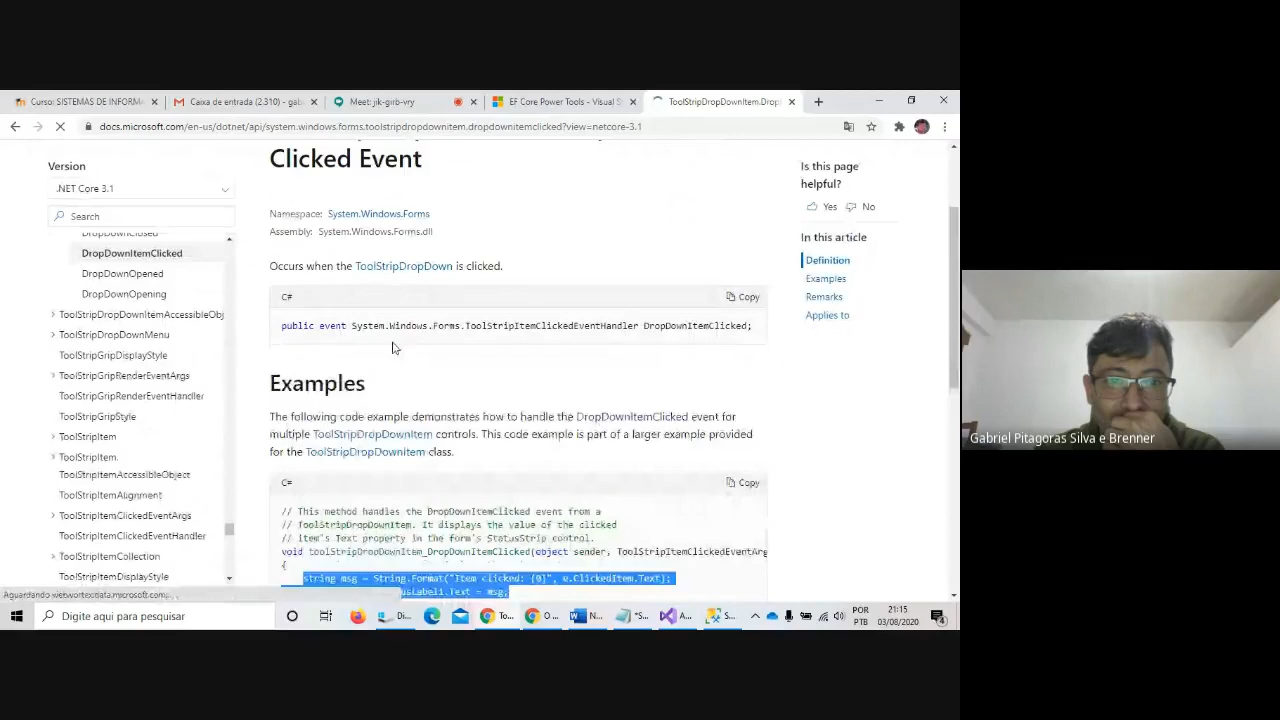 Curso: SISTEMAS DE INFORM
Caixa de entrada (2.310) - gab
Meet: jik-girb-vry
EF Core Power Tools - Visual S
ToolStripDropDownItem.Drop
docs.microsoft.com/en-us/dotnet/api/system.windows.forms.toolstripdropdownitem.dropdownitemclicked?view=netcore-3.1
Version
.NET Core 3.1
Search
DropDownClosed
DropDownItemClicked
DropDownOpened
DropDownOpening
ToolStripDropDownItemAccessibleObj
ToolStripDropDownMenu
ToolStripGripDisplayStyle
ToolStripGripRenderEventArgs
ToolStripGripRenderEventHandler
ToolStripGripStyle
ToolStripItem
ToolStripItem.
ToolStripItemAccessibleObject
ToolStripItemAlignment
ToolStripItemClickedEventArgs
ToolStripItemClickedEventHandler
ToolStripItemCollection
ToolStripItemDisplayStyle
Clicked Event
Namespace: System.Windows.Forms
Assembly: System.Windows.Forms.dll
Occurs when the ToolStripDropDown is clicked.
C# Copy
public event System.Windows.Forms.ToolStripItemClickedEventHandler DropDownItemClicked;
Examples
The following code example demonstrates how to handle the DropDownItemClicked event for
multiple ToolStripDropDownItem controls. This code example is part of a larger example provided
for the ToolStripDropDownItem class.
C# Copy
// This method handles the DropDownItemClicked event from a
// ToolStripDropDownItem. It displays the value of the clicked
// item's Text property in the form's StatusStrip control.
void toolStripDropDownItem_DropDownItemClicked(object sender, ToolStripItemClickedEventArg
{
string msg = String.Format("Item clicked: {0}", e.ClickedItem.Text);
usLabel1.Text = msg;
Is this page
helpful?
Yes No
In this article
Definition
Examples
Remarks
Applies to
Gabriel Pitagoras Silva e Brenner
Digite aqui para pesquisar
Di...
To...
O ...
N...
"S...
A...
S...
POR
PTB
21:15
03/08/2020
4